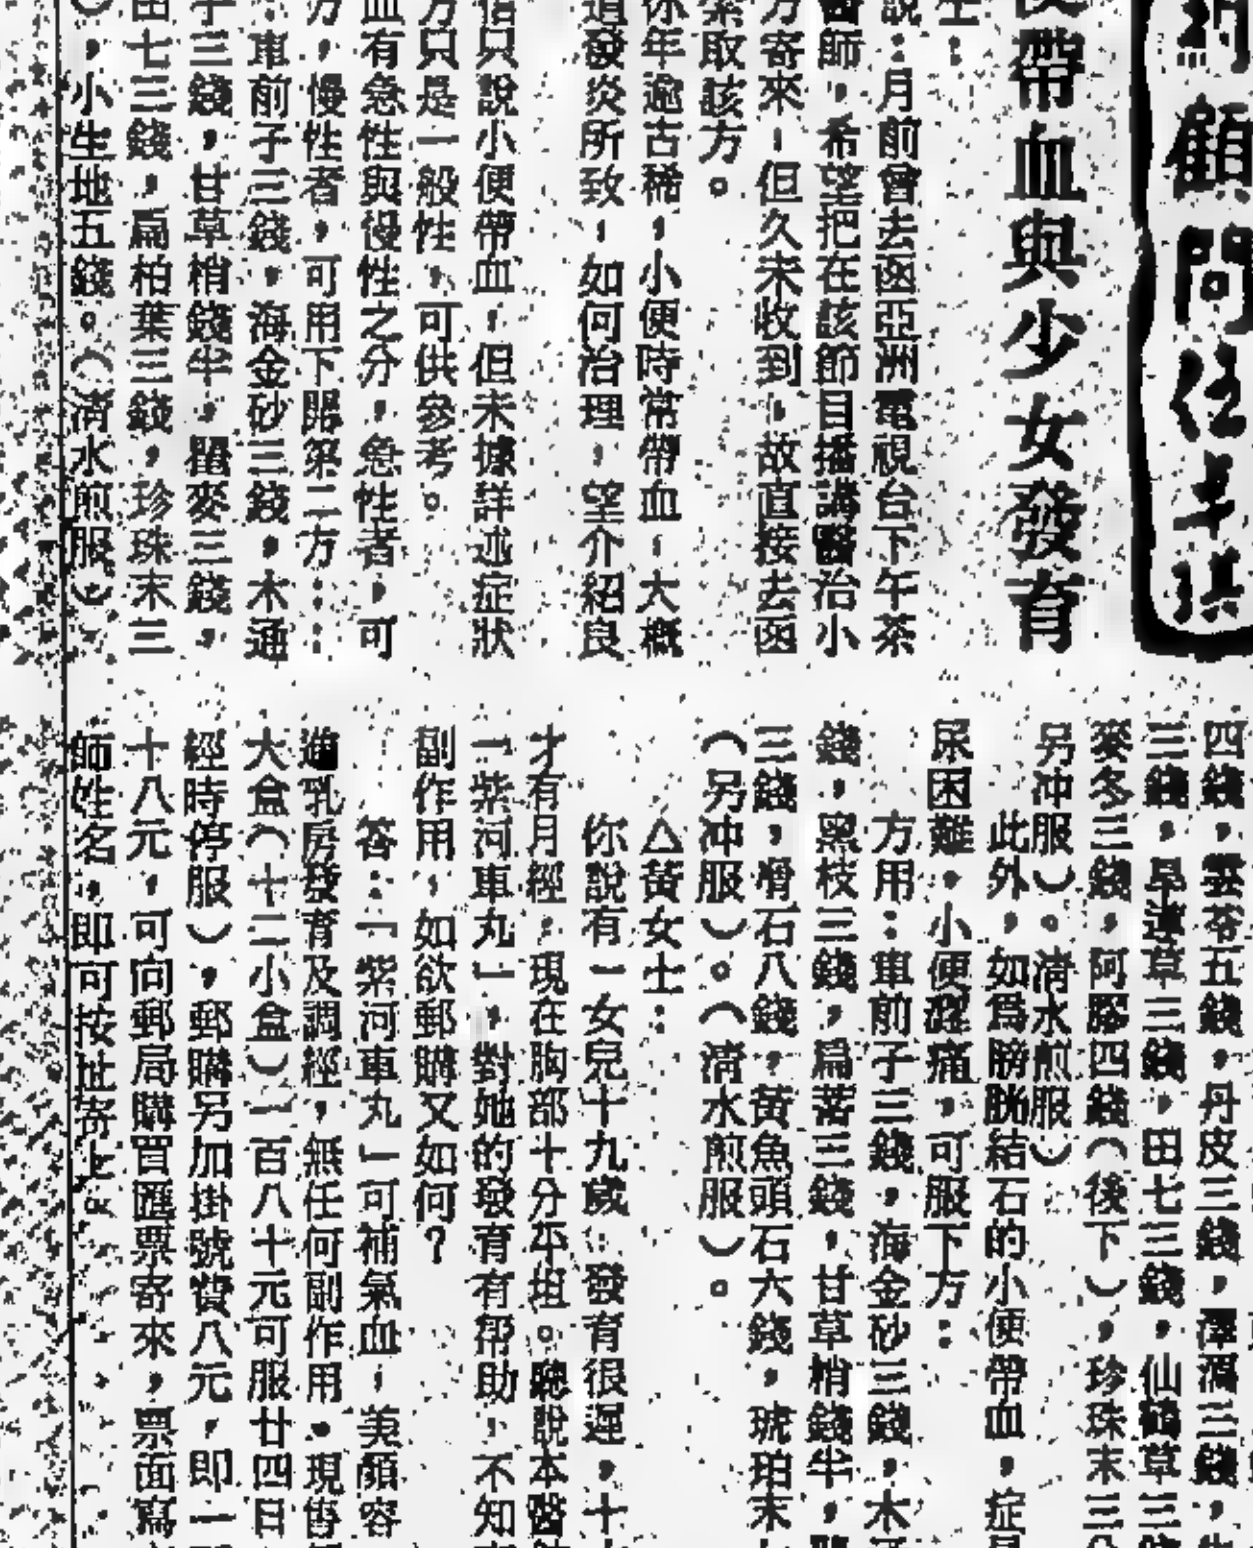 顧問
帶血與少女發育
說：月前曾去函亞洲電視台下午茶
醫師，希望把在該節目播講醫治小
方寄來，但久未收到，故直接去函
索取該方。
你年逾古稀，小便時常帶血，大概
道發炎所致，如何治理，望介紹良
信只說小便帶血，但未據詳述症狀
方只是一般性，可供參考。
血有急性與慢性之分，急性者，可
方，慢性者，可用下開第二方：：
：車前子三錢，海金砂三錢，木通
三錢，甘草梢錢半，瞿麥三錢，
田七三錢，扁柏葉三錢，珍珠末三
），小生地五錢。（清水煎服）
四錢，雲苓五錢，丹皮三錢，澤瀉三錢，
三錢，旱蓮草三錢，田七三錢，仙鶴草三錢
麥冬三錢，阿膠四錢（後下），珍珠末三分
另冲服）。清水煎服）
此外，如爲膀胱結石的小便帶血，症
尿困難，小便澀痛，可服下方：
方用：車前子三錢，海金砂三錢，木
錢，黑枝三錢，扁蓄三錢，甘草梢錢半，
三錢，滑石八錢，黃魚頭石六錢，琥珀末
（另冲服）。（清水煎服）。
△黃女士：
你說有一女兒十九歲，發育很遲，十
才有月經，現在胸部十分平坦。聽說本醫
「紫河車丸」，對她的發育有帮助，不知
副作用，如欲郵購又如何？
答：「紫河車丸」可補氣血，美顏容
進乳房發育及調經，無任何副作用。現售
大盒（十二小盒）一百八十元可服廿四日
經時停服），郵購另加掛號費八元，即一
十八元，可向郵局購買匯票寄來，票面寫
師姓名，即可按址寄上。